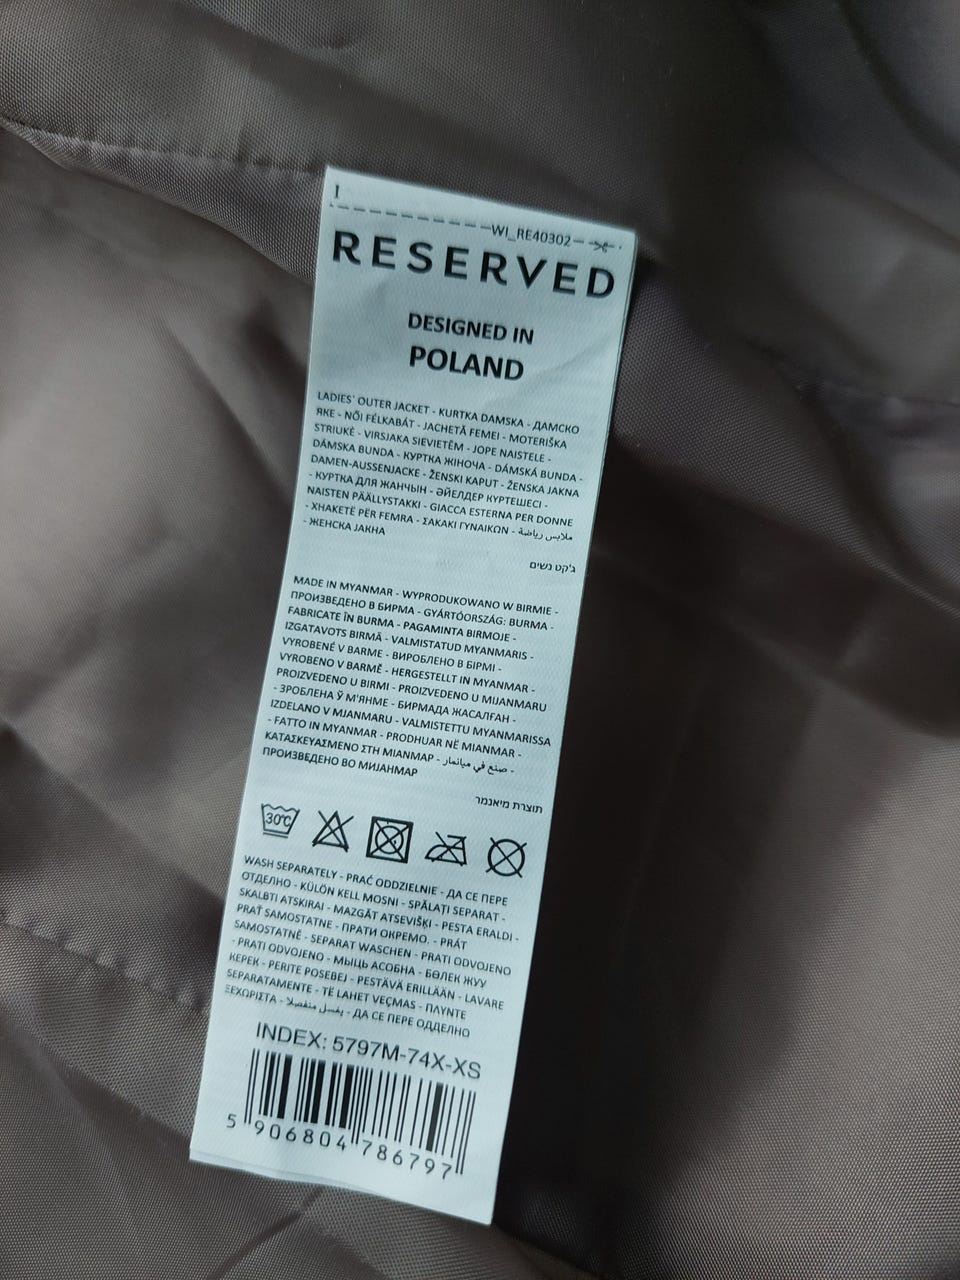 I
WI_RE40302
RESERVED
DESIGNED IN
POLAND
LADIES' OUTER JACKET - KURTKA DAMSKA - ДАМСКО
ЯКЕ - NŐI FÉLKABÁT - JACHETĂ FEMEI - MOTERIŠKA
STRIUKĖ - VIRSJAKA SIEVIETĒM - JOPE NAISTELE -
DÁMSKA BUNDA - КУРТКА ЖІНОЧА - DÁMSKÁ BUNDA -
DAMEN-AUSSENJACKE - ŽENSKI KAPUT - ŽENSKA JAKNA
- КУРТКА ДЛЯ ЖАНЧЫН - ӘЙЕЛДЕР КУРТЕШЕСІ -
NAISTEN PÄÄLLYSTAKKI - GIACCA ESTERNA PER DONNE
- XHAKETË PËR FEMRA - ΣΑΚΑΚΙ ΓΥΝΑΙΚΩΝ - ملابس رياضة
- ЖЕНСКА ЈАКНА
ג'קט נשים
MADE IN MYANMAR - WYPRODUKOWANO W BIRMIE -
ПРОИЗВЕДЕНО В БИРМА - GYÁRTÓORSZÁG: BURMA -
FABRICATE ÎN BURMA - PAGAMINTA BIRMOJE -
IZGATAVOTS BIRMĀ - VALMISTATUD MYANMARIS -
VYROBENÉ V BARME - ВИРОБЛЕНО В БІРМІ -
VYROBENO V BARMĚ - HERGESTELLT IN MYANMAR -
PROIZVEDENO U BIRMI - PROIZVEDENO U MIJANMARU
- ЗРОБЛЕНА Ў М'ЯНМЕ - БИРМАДА ЖАСАЛҒАН -
IZDELANO V MJANMARU - VALMISTETTU MYANMARISSA
- FATTO IN MYANMAR - PRODHUAR NË MIANMAR -
ΚΑΤΑΣΚΕΥΑΣΜΕΝΟ ΣΤΗ ΜΙΑΝΜΑΡ - صنع في ميانمار -
ПРОИЗВЕДЕНО ВО МИЈАНМАР
תוצרת מיאנמר
30°C
WASH SEPARATELY - PRAĆ ODDZIELNIE - ДА СЕ ПЕРЕ
ОТДЕЛНО - KÜLÖN KELL MOSNI - SPĂLAȚI SEPARAT -
SKALBTI ATSKIRAI - MAZGĀT ATSEVIŠĶI - PESTA ERALDI -
PRAŤ SAMOSTATNE - ПРАТИ ОКРЕМО. - PRÁT
SAMOSTATNĚ - SEPARAT WASCHEN - PRATI ODVOJENO
- PRATI ODVOJENO - МЫЦЬ АСОБНА - БӨЛЕК ЖУУ
КЕРЕК - PERITE POSEBEJ - PESTÄVÄ ERILLÄÄN - LAVARE
SEPARATAMENTE - TË LAHET VEÇMAS - ΠΛΥΝΤΕ
ΞΕΧΩΡΙΣΤΑ - يغسل منفصلا - ДА СЕ ПЕРЕ ОДДЕЛНО
INDEX: 5797M-74X-XS
5 906804 786797